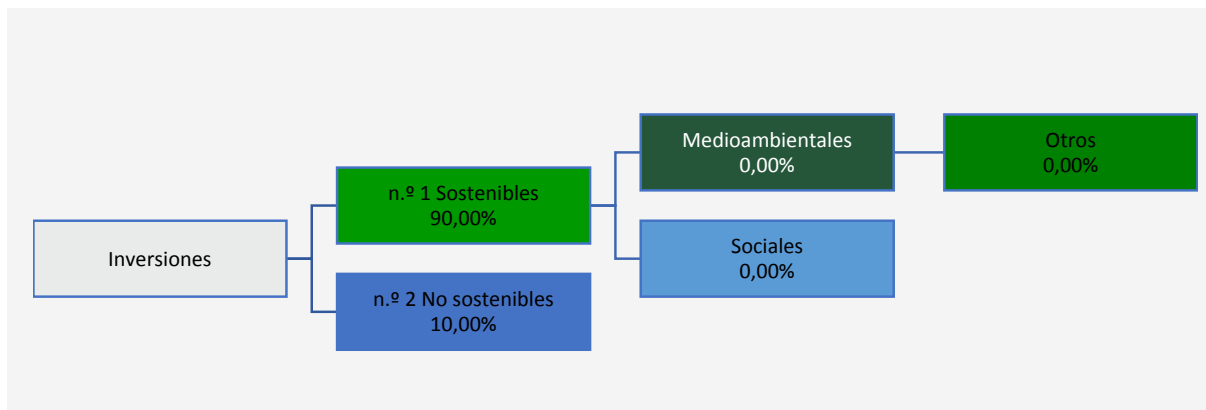 Inversiones
n.º 1 Sostenibles
90,00%
n.º 2 No sostenibles
10,00%
Medioambientales
0,00%
Sociales
0,00%
Otros
0,00%